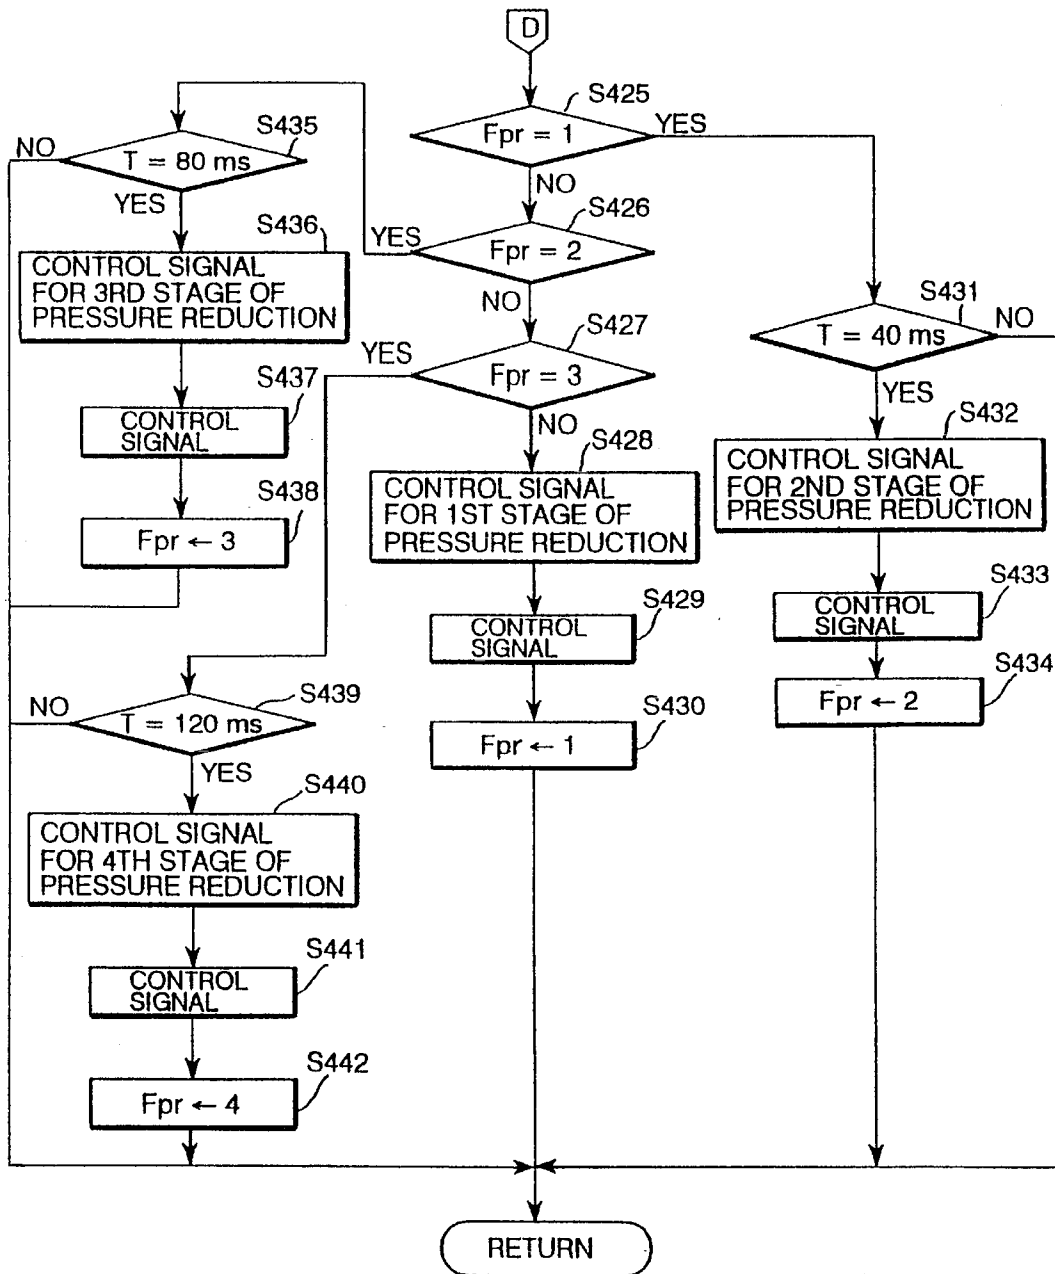 D
S425
Fpr = 1
YES
NO
S426
Fpr = 2
YES
NO
S427
Fpr = 3
YES
NO
S428
CONTROL SIGNAL
FOR 1ST STAGE OF
PRESSURE REDUCTION
S429
CONTROL
SIGNAL
S430
Fpr ← 1
S431
T = 40 ms
NO
YES
S432
CONTROL SIGNAL
FOR 2ND STAGE OF
PRESSURE REDUCTION
S433
CONTROL
SIGNAL
S434
Fpr ← 2
S435
T = 80 ms
NO
YES
S436
CONTROL SIGNAL
FOR 3RD STAGE OF
PRESSURE REDUCTION
S437
CONTROL
SIGNAL
S438
Fpr ← 3
S439
T = 120 ms
NO
YES
S440
CONTROL SIGNAL
FOR 4TH STAGE OF
PRESSURE REDUCTION
S441
CONTROL
SIGNAL
S442
Fpr ← 4
RETURN